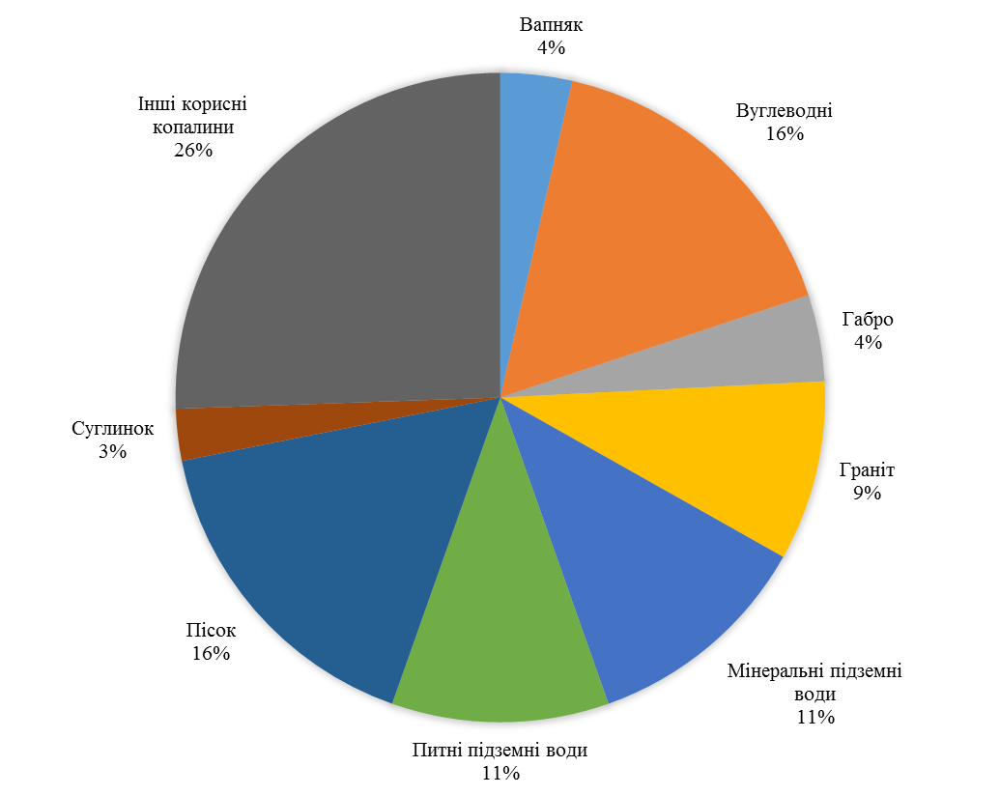 Вапняк
4%
Вуглеводні
16%
Габро
4%
Граніт
9%
Мінеральні підземні
води
11%
Питні підземні води
11%
Пісок
16%
Суглинок
3%
Інші корисні
копалини
26%